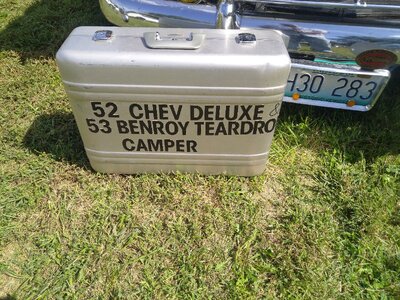 52 CHEV DELUXE &
53 BENROY TEARDRO
CAMPER
H30 283